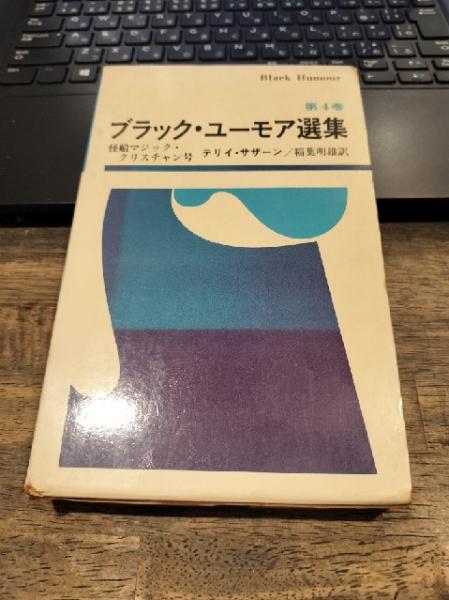 Black Humour
第4巻
ブラック・ユーモア選集
怪船マジック・
クリスチャン号
テリイ・サザーン/稲葉明雄訳